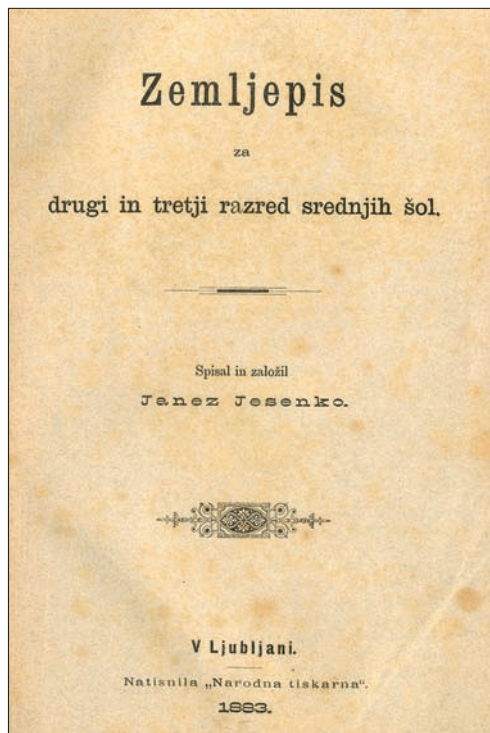 Zemljepis
za
drugi in tretji razred srednjih šol.
Spisal in založil
Janez Jesenko.
V Ljubljani.
Natisnila „Narodna tiskarna“.
1883.